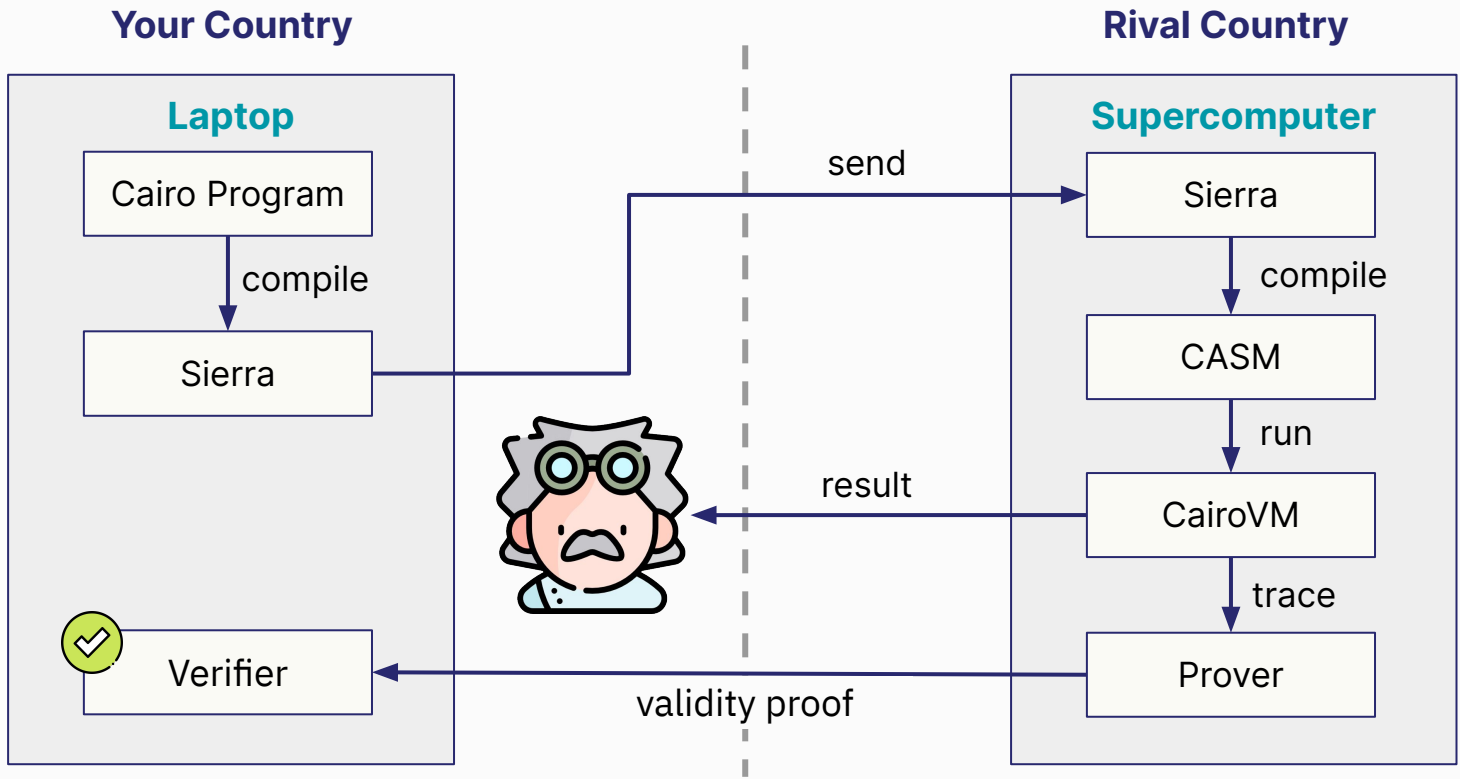 Your Country
Rival Country
Laptop
Supercomputer
Cairo Program
send
Sierra
compile
compile
Sierra
CASM
run
result
CairoVM
trace
Verifier
Prover
validity proof